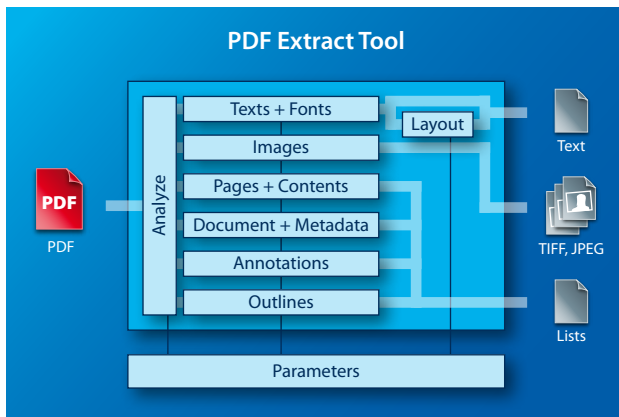 PDF Extract Tool
Texts + Fonts
Layout
Images
Pages + Contents
Document + Metadata
Annotations
Outlines
Analyze
PDF
PDF
Text
TIFF, JPEG
Lists
Parameters